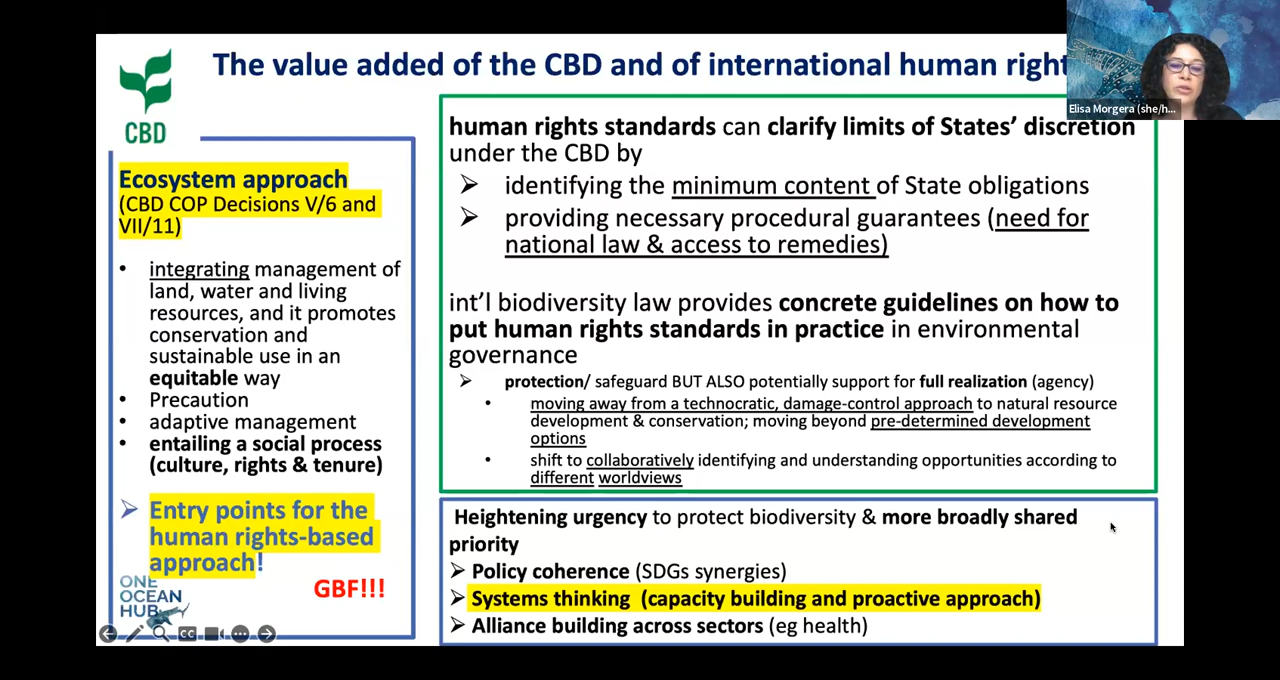 The value added of the CBD and of international human right
Elisa Morgera (she/h...
CBD
Ecosystem approach
(CBD COP Decisions V/6 and
VII/11)
• integrating management of
land, water and living
resources, and it promotes
conservation and
sustainable use in an
equitable way
• Precaution
• adaptive management
• entailing a social process
(culture, rights & tenure)
➢ Entry points for the
human rights-based
approach!
GBF!!!
ONE
OCEAN
HUB
human rights standards can clarify limits of States’ discretion
under the CBD by
➢ identifying the minimum content of State obligations
➢ providing necessary procedural guarantees (need for
national law & access to remedies)
int’l biodiversity law provides concrete guidelines on how to
put human rights standards in practice in environmental
governance
➢ protection/ safeguard BUT ALSO potentially support for full realization (agency)
• moving away from a technocratic, damage-control approach to natural resource
development & conservation; moving beyond pre-determined development
options
• shift to collaboratively identifying and understanding opportunities according to
different worldviews
Heightening urgency to protect biodiversity & more broadly shared
priority
➢ Policy coherence (SDGs synergies)
➢ Systems thinking (capacity building and proactive approach)
➢ Alliance building across sectors (eg health)
CC